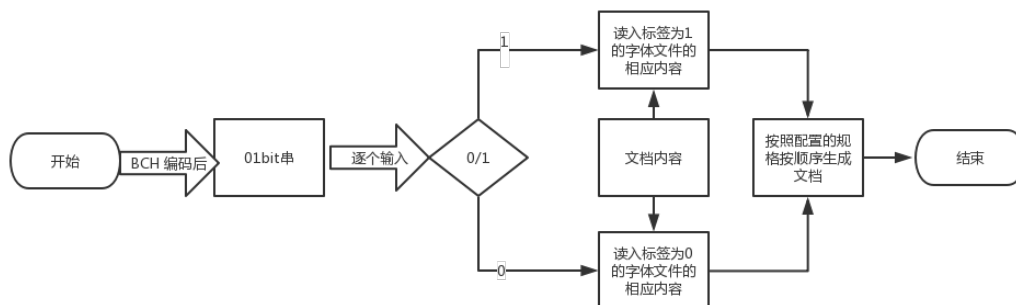 开始
BCH 编码后
01bit串
逐个输入
0/1
1
0
读入标签为1
的字体文件的
相应内容
文档内容
读入标签为0
的字体文件的
相应内容
按照配置的规
格按顺序生成
文档
结束